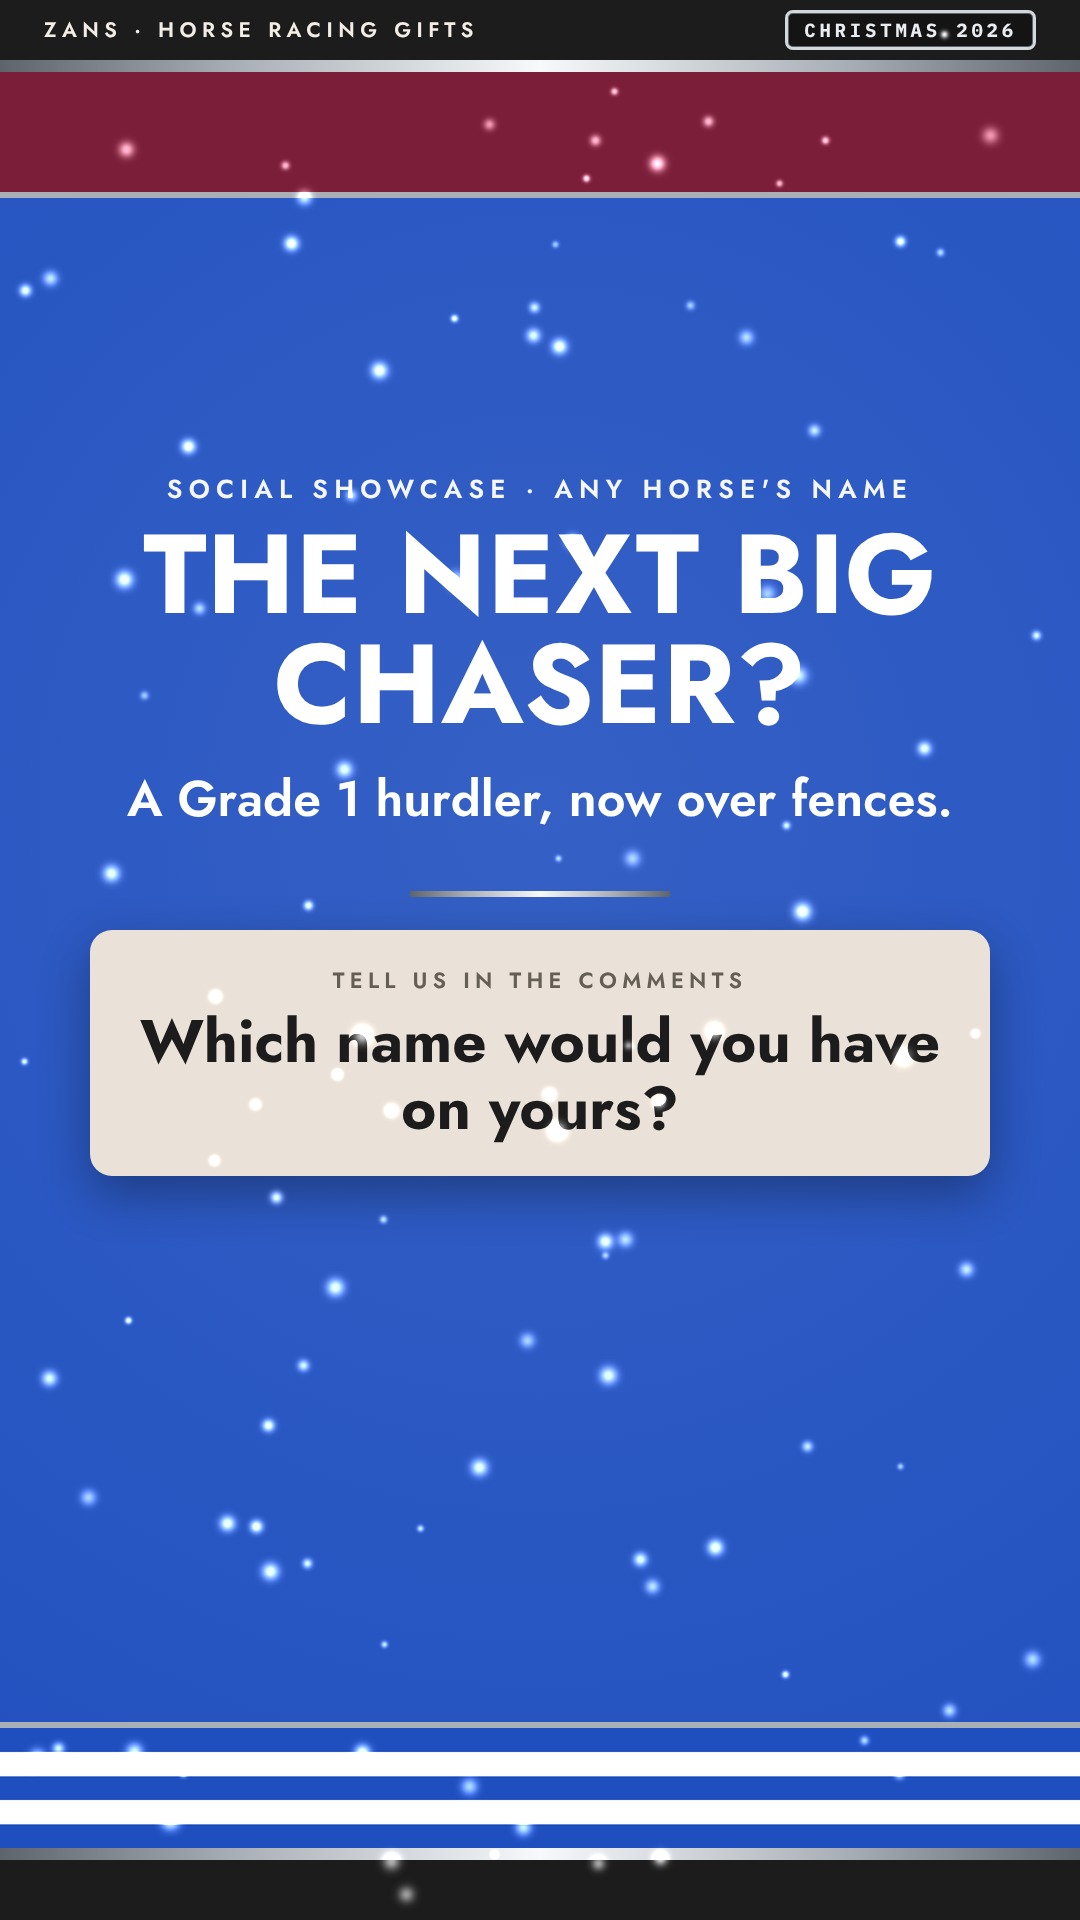 ZANS · HORSE RACING GIFTS
CHRISTMAS 2026
SOCIAL SHOWCASE · ANY HORSE'S NAME
THE NEXT BIG
CHASER?
A Grade 1 hurdler, now over fences.
TELL US IN THE COMMENTS
Which name would you have
on yours?